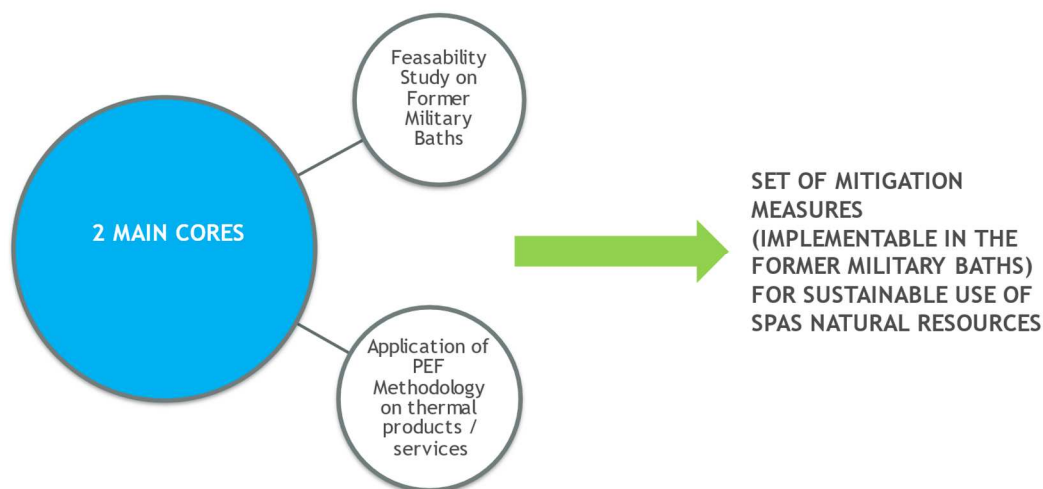 Feasability
Study on
Former
Military
Baths
2 MAIN CORES
Application of
PEF
Methodology
on thermal
products /
services
SET OF MITIGATION
MEASURES
(IMPLEMENTABLE IN THE
FORMER MILITARY BATHS)
FOR SUSTAINABLE USE OF
SPAS NATURAL RESOURCES